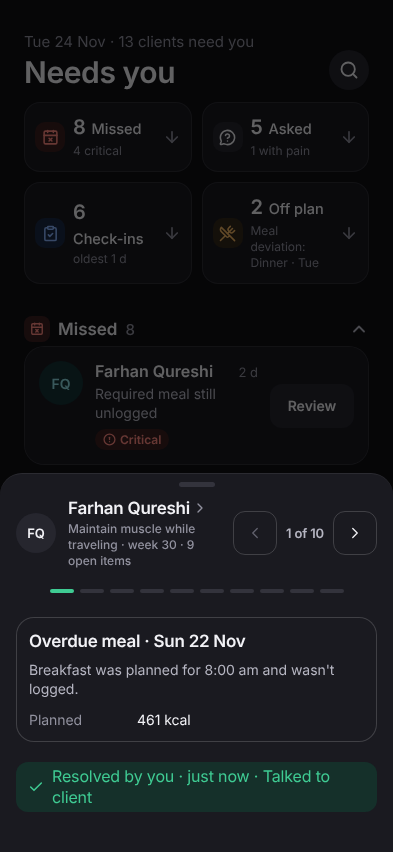 Tue 24 Nov · 13 clients need you
Needs you
8 Missed
4 critical
5 Asked
1 with pain
6
Check-ins
oldest 1 d
2 Off plan
Meal
deviation:
Dinner · Tue
Missed 8
FQ
Farhan Qureshi 2 d
Required meal still
unlogged
Critical
Review
FQ
Farhan Qureshi
Maintain muscle while
traveling · week 30 · 9
open items
1 of 10
Overdue meal · Sun 22 Nov
Breakfast was planned for 8:00 am and wasn't
logged.
Planned 461 kcal
Resolved by you · just now · Talked to
client